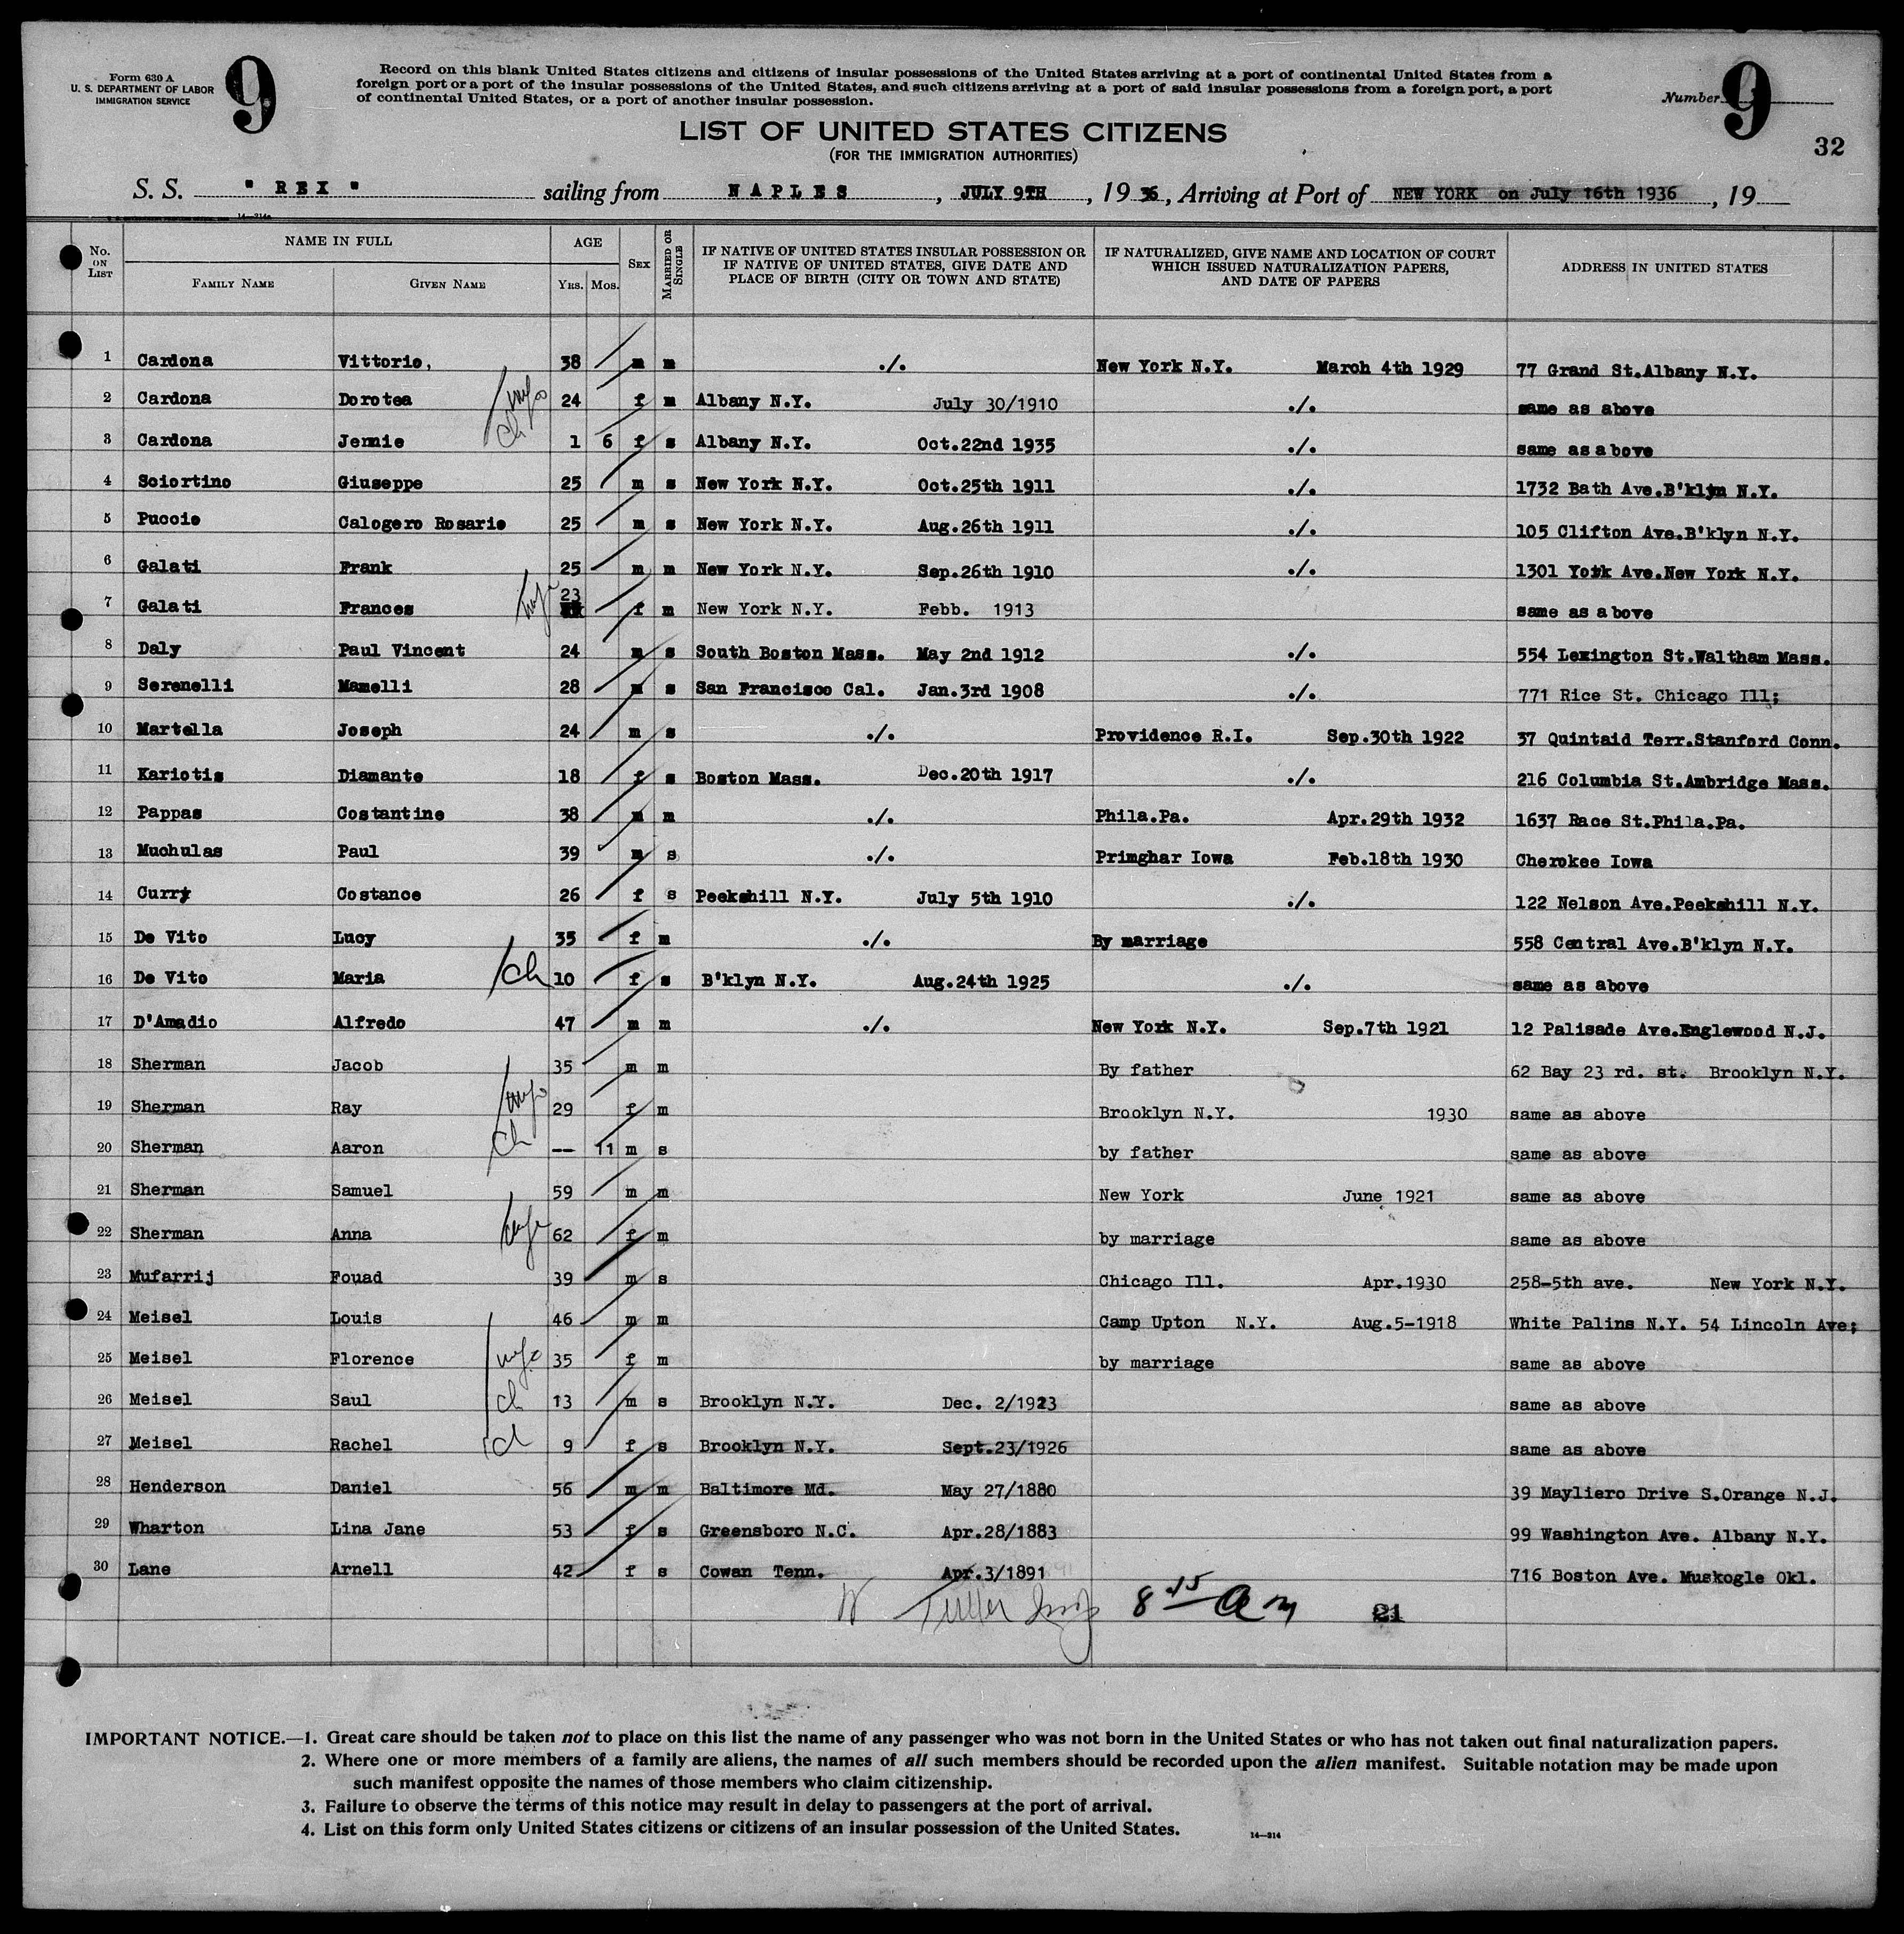 Form 630 A
U. S. DEPARTMENT OF LABOR
IMMIGRATION SERVICE
9
Record on this blank United States citizens and citizens of insular possessions of the United States arriving at a port of continental United States from a
foreign port or a port of the insular possessions of the United States, and such citizens arriving at a port of said insular possessions from a foreign port, a port
of continental United States, or a port of another insular possession.
Number 9
32
LIST OF UNITED STATES CITIZENS
(FOR THE IMMIGRATION AUTHORITIES)
S. S. " REX " sailing from NAPLES, JULY 9TH, 1936, Arriving at Port of NEW YORK on July 16th 1936, 19
No. ON LIST NAME IN FULL FAMILY NAME GIVEN NAME AGE YRS. MOS. SEX MARRIED OR SINGLE IF NATIVE OF UNITED STATES INSULAR POSSESSION OR IF NATIVE OF UNITED STATES, GIVE DATE AND PLACE OF BIRTH (CITY OR TOWN AND STATE) IF NATURALIZED, GIVE NAME AND LOCATION OF COURT WHICH ISSUED NATURALIZATION PAPERS, AND DATE OF PAPERS ADDRESS IN UNITED STATES
1 Cardona Vittorio, 38 m m ./. New York N.Y. March 4th 1929 77 Grand St.Albany N.Y.
2 Cardona Dorotea 24 f m Albany N.Y. July 30/1910 ./. same as above
3 Cardona Jennie ch 1 6 f s Albany N.Y. Oct.22nd 1935 ./. same as above
4 Sciortino Giuseppe 25 m s New York N.Y. Oct.25th 1911 ./. 1732 Bath Ave.B'klyn N.Y.
5 Puccio Calogero Rosario 25 m s New York N.Y. Aug.26th 1911 ./. 105 Clifton Ave.B'klyn N.Y.
6 Galati Frank 25 m m New York N.Y. Sep.26th 1910 ./. 1301 York Ave.New York N.Y.
7 Galati Frances 23 f m New York N.Y. Febb. 1913 same as above
8 Daly Paul Vincent 24 m s South Boston Mass. May 2nd 1912 ./. 554 Lexington St.Waltham Mass.
9 Serenelli Mamelli 28 m s San Francisco Cal. Jan.3rd 1908 ./. 771 Rice St. Chicago Ill;
10 Martella Joseph 24 m s ./. Providence R.I. Sep.30th 1922 37 Quintaid Terr.Stanford Conn.
11 Kariotis Diamante 18 f s Boston Mass. Dec.20th 1917 ./. 216 Columbia St.Ambridge Mass.
12 Pappas Costantine 38 m m ./. Phila.Pa. Apr.29th 1932 1637 Race St.Phila.Pa.
13 Muchulas Paul 39 m s ./. Primghar Iowa Feb.18th 1930 Cherokee Iowa
14 Curry Costance 26 f s Peekshill N.Y. July 5th 1910 ./. 122 Nelson Ave.Peekshill N.Y.
15 De Vito Lucy 35 f m ./. By marriage 558 Central Ave.B'klyn N.Y.
16 De Vito Maria ch 10 f s B'klyn N.Y. Aug.24th 1925 ./. same as above
17 D'Amadio Alfredo 47 m m ./. New York N.Y. Sep.7th 1921 12 Palisade Ave.Englewood N.J.
18 Sherman Jacob 35 m m By father 62 Bay 23 rd. st. Brooklyn N.Y.
19 Sherman Ray 29 f m Brooklyn N.Y. 1930 same as above
20 Sherman Aaron ch -- 11 m s by father same as above
21 Sherman Samuel 59 m m New York June 1921 same as above
22 Sherman Anna 62 f m by marriage same as above
23 Mufarrij Fouad 39 m s Chicago Ill. Apr.1930 258-5th ave. New York N.Y.
24 Meisel Louis 46 m m Camp Upton N.Y. Aug.5-1918 White Palins N.Y. 54 Lincoln Ave;
25 Meisel Florence 35 f m by marriage same as above
26 Meisel Saul ch 13 m s Brooklyn N.Y. Dec. 2/1923 same as above
27 Meisel Rachel 9 f s Brooklyn N.Y. Sept.23/1926 same as above
28 Henderson Daniel 56 m m Baltimore Md. May 27/1880 39 Mayliero Drive S.Orange N.J.
29 Wharton Lina Jane 53 f s Greensboro N.C. Apr.28/1883 99 Washington Ave. Albany N.Y.
30 Lane Arnell 42 f s Cowan Tenn. Apr.3/1891 716 Boston Ave. Muskogle Okl.
8 15 am 21
IMPORTANT NOTICE.—1. Great care should be taken not to place on this list the name of any passenger who was not born in the United States or who has not taken out final naturalization papers.
2. Where one or more members of a family are aliens, the names of all such members should be recorded upon the alien manifest. Suitable notation may be made upon
such manifest opposite the names of those members who claim citizenship.
3. Failure to observe the terms of this notice may result in delay to passengers at the port of arrival.
4. List on this form only United States citizens or citizens of an insular possession of the United States.
14—214